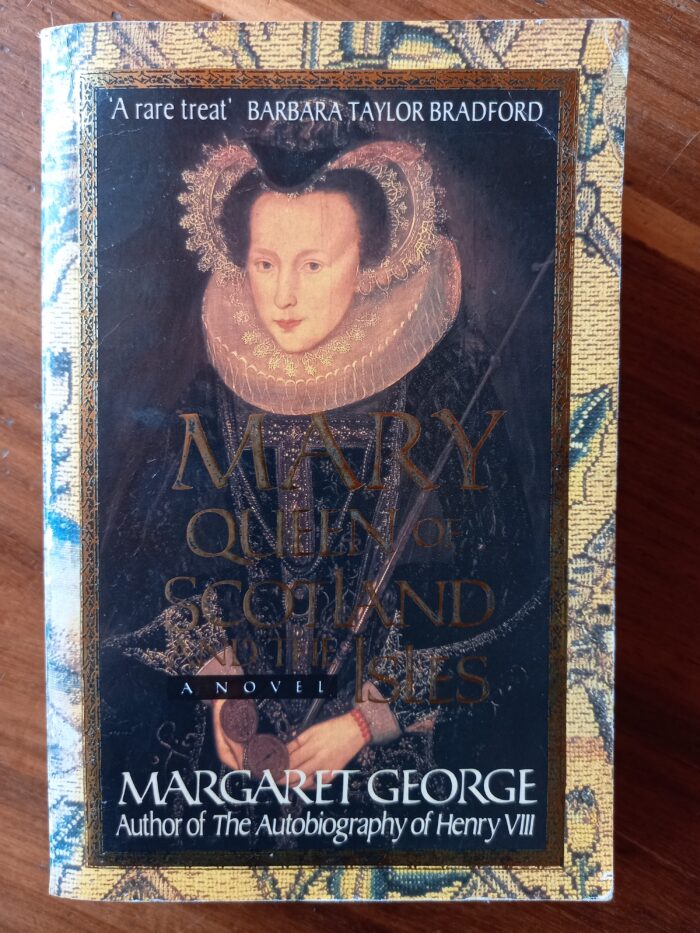 'A rare treat' BARBARA TAYLOR BRADFORD
MARY
QUEEN OF
SCOTLAND
AND THE
ISLES
A NOVEL
MARGARET GEORGE
Author of The Autobiography of Henry VIII